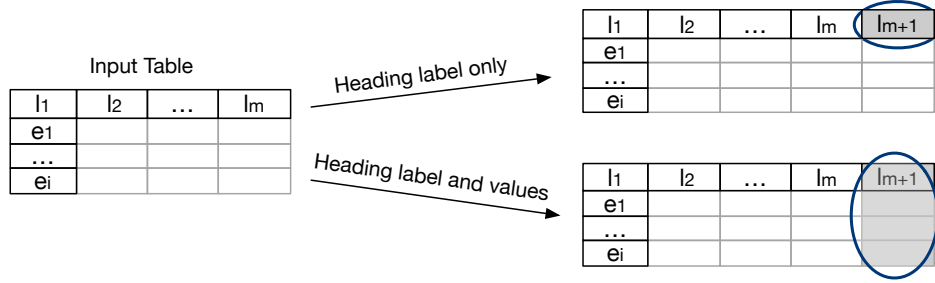 Input Table
l1 l2 ... lm
e1
...
ei
Heading label only
Heading label and values
l1 l2 ... lm lm+1
e1
...
ei
l1 l2 ... lm lm+1
e1
...
ei